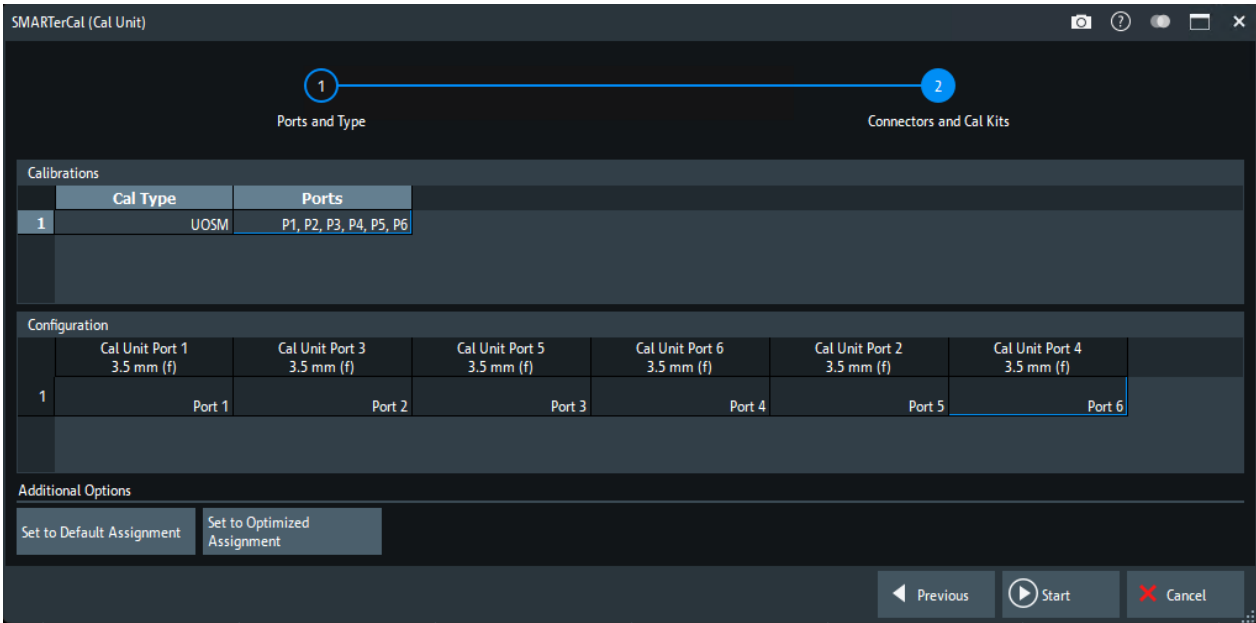 SMARTerCal (Cal Unit)
1
2
Ports and Type
Connectors and Cal Kits
Calibrations
Cal Type Ports
1 UOSM P1, P2, P3, P4, P5, P6
Configuration
Cal Unit Port 1 Cal Unit Port 3 Cal Unit Port 5 Cal Unit Port 6 Cal Unit Port 2 Cal Unit Port 4
3.5 mm (f) 3.5 mm (f) 3.5 mm (f) 3.5 mm (f) 3.5 mm (f) 3.5 mm (f)
1 Port 1 Port 2 Port 3 Port 4 Port 5 Port 6
Additional Options
Set to Default Assignment
Set to Optimized
Assignment
Previous
Start
Cancel